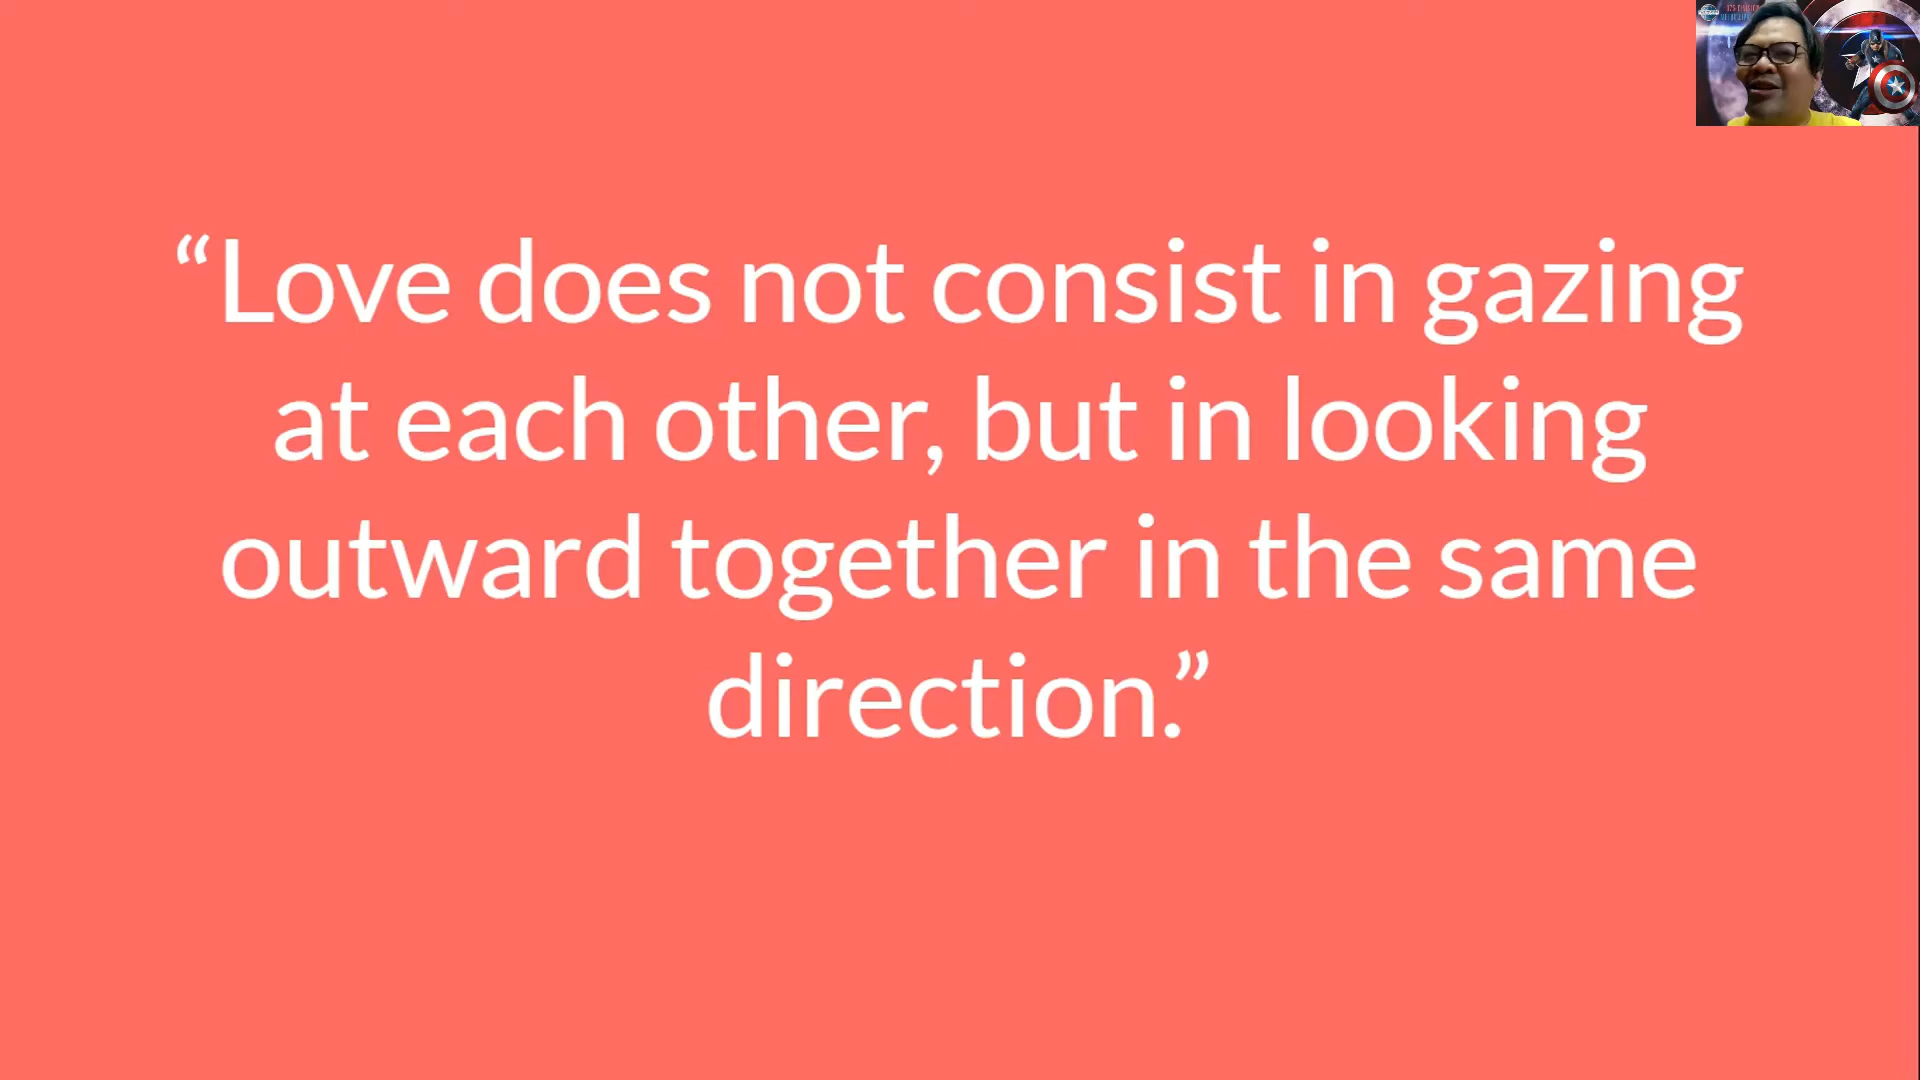 “Love does not consist in gazing
at each other, but in looking
outward together in the same
direction.”